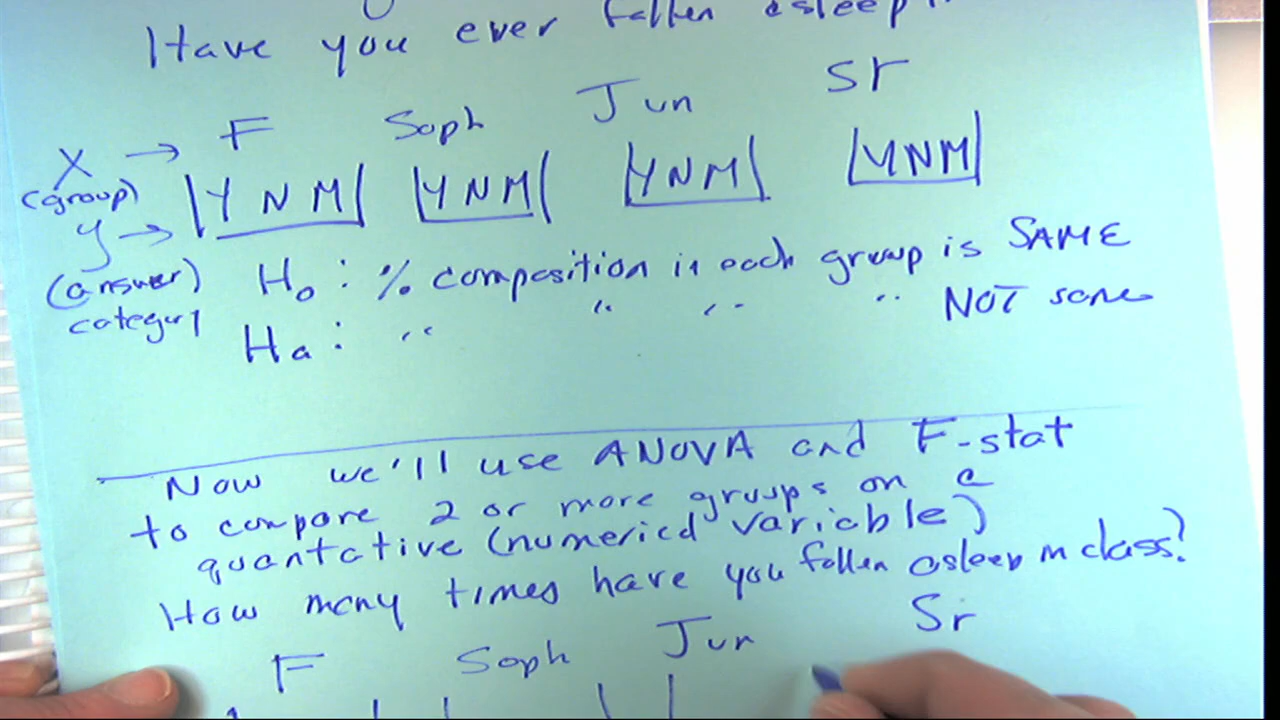 Have you ever fallen asleep
F Soph Jun Sr
X → (group) |Y N M| |Y N M| |Y N M| |Y N M|
y → (answer)
H₀ : % composition in each group is SAME
Ha : " " " " NOT same
Now we'll use ANOVA and F-stat
to compare 2 or more groups on a
quantative (numerical variable)
How many times have you fallen asleep in class?
F Soph Jun Sr